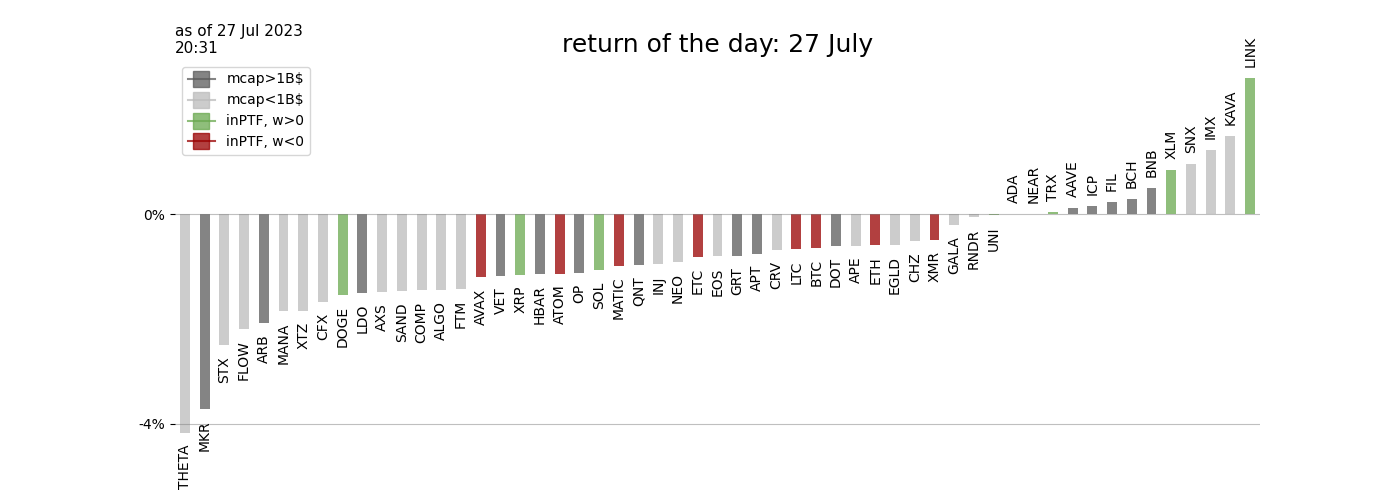 as of 27 Jul 2023
20:31
return of the day: 27 July
mcap>1B$
mcap<1B$
inPTF, w>0
inPTF, w<0
0%
-4%
THETA
MKR
STX
FLOW
ARB
MANA
XTZ
CFX
DOGE
LDO
AXS
SAND
COMP
ALGO
FTM
AVAX
VET
XRP
HBAR
ATOM
OP
SOL
MATIC
QNT
INJ
NEO
ETC
EOS
GRT
APT
CRV
LTC
BTC
DOT
APE
ETH
EGLD
CHZ
XMR
GALA
RNDR
UNI
ADA
NEAR
TRX
AAVE
ICP
FIL
BCH
BNB
XLM
SNX
IMX
KAVA
LINK